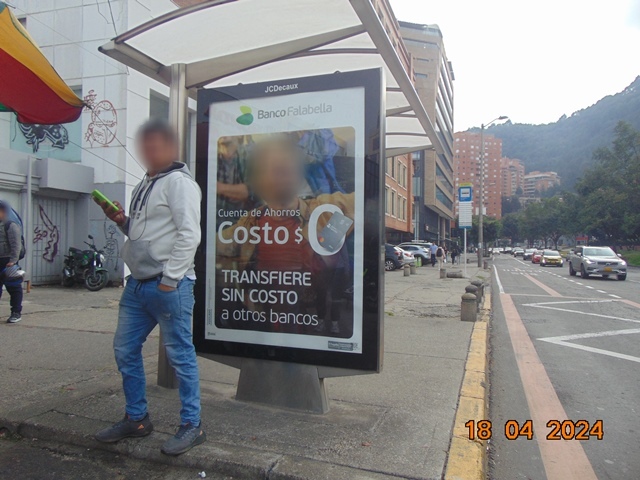 JCDecaux
Banco Falabella
Cuenta de Ahorros
Costo $0
TRANSFIERE
SIN COSTO
a otros bancos
18 04 2024